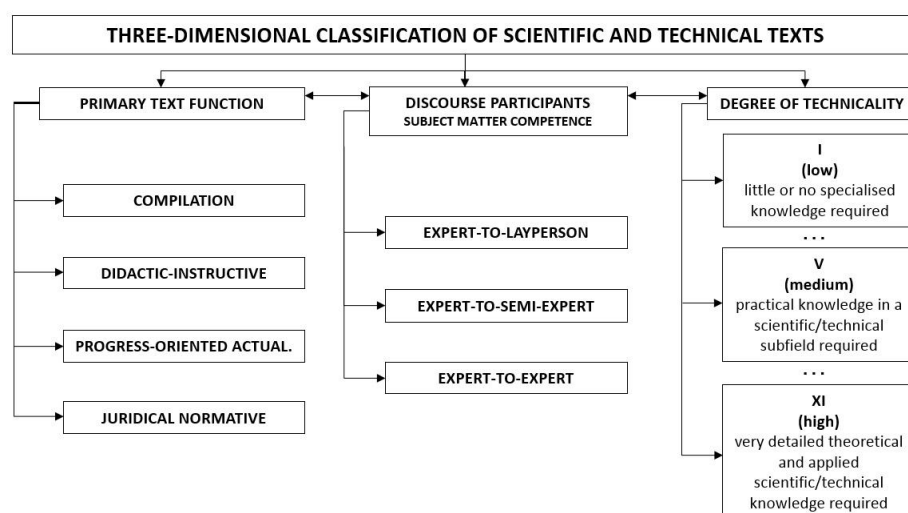 THREE-DIMENSIONAL CLASSIFICATION OF SCIENTIFIC AND TECHNICAL TEXTS
PRIMARY TEXT FUNCTION
COMPILATION
DIDACTIC-INSTRUCTIVE
PROGRESS-ORIENTED ACTUAL.
JURIDICAL NORMATIVE
DISCOURSE PARTICIPANTS
SUBJECT MATTER COMPETENCE
EXPERT-TO-LAYPERSON
EXPERT-TO-SEMI-EXPERT
EXPERT-TO-EXPERT
DEGREE OF TECHNICALITY
I
(low)
little or no specialised
knowledge required
...
V
(medium)
practical knowledge in a
scientific/technical
subfield required
...
XI
(high)
very detailed theoretical
and applied
scientific/technical
knowledge required